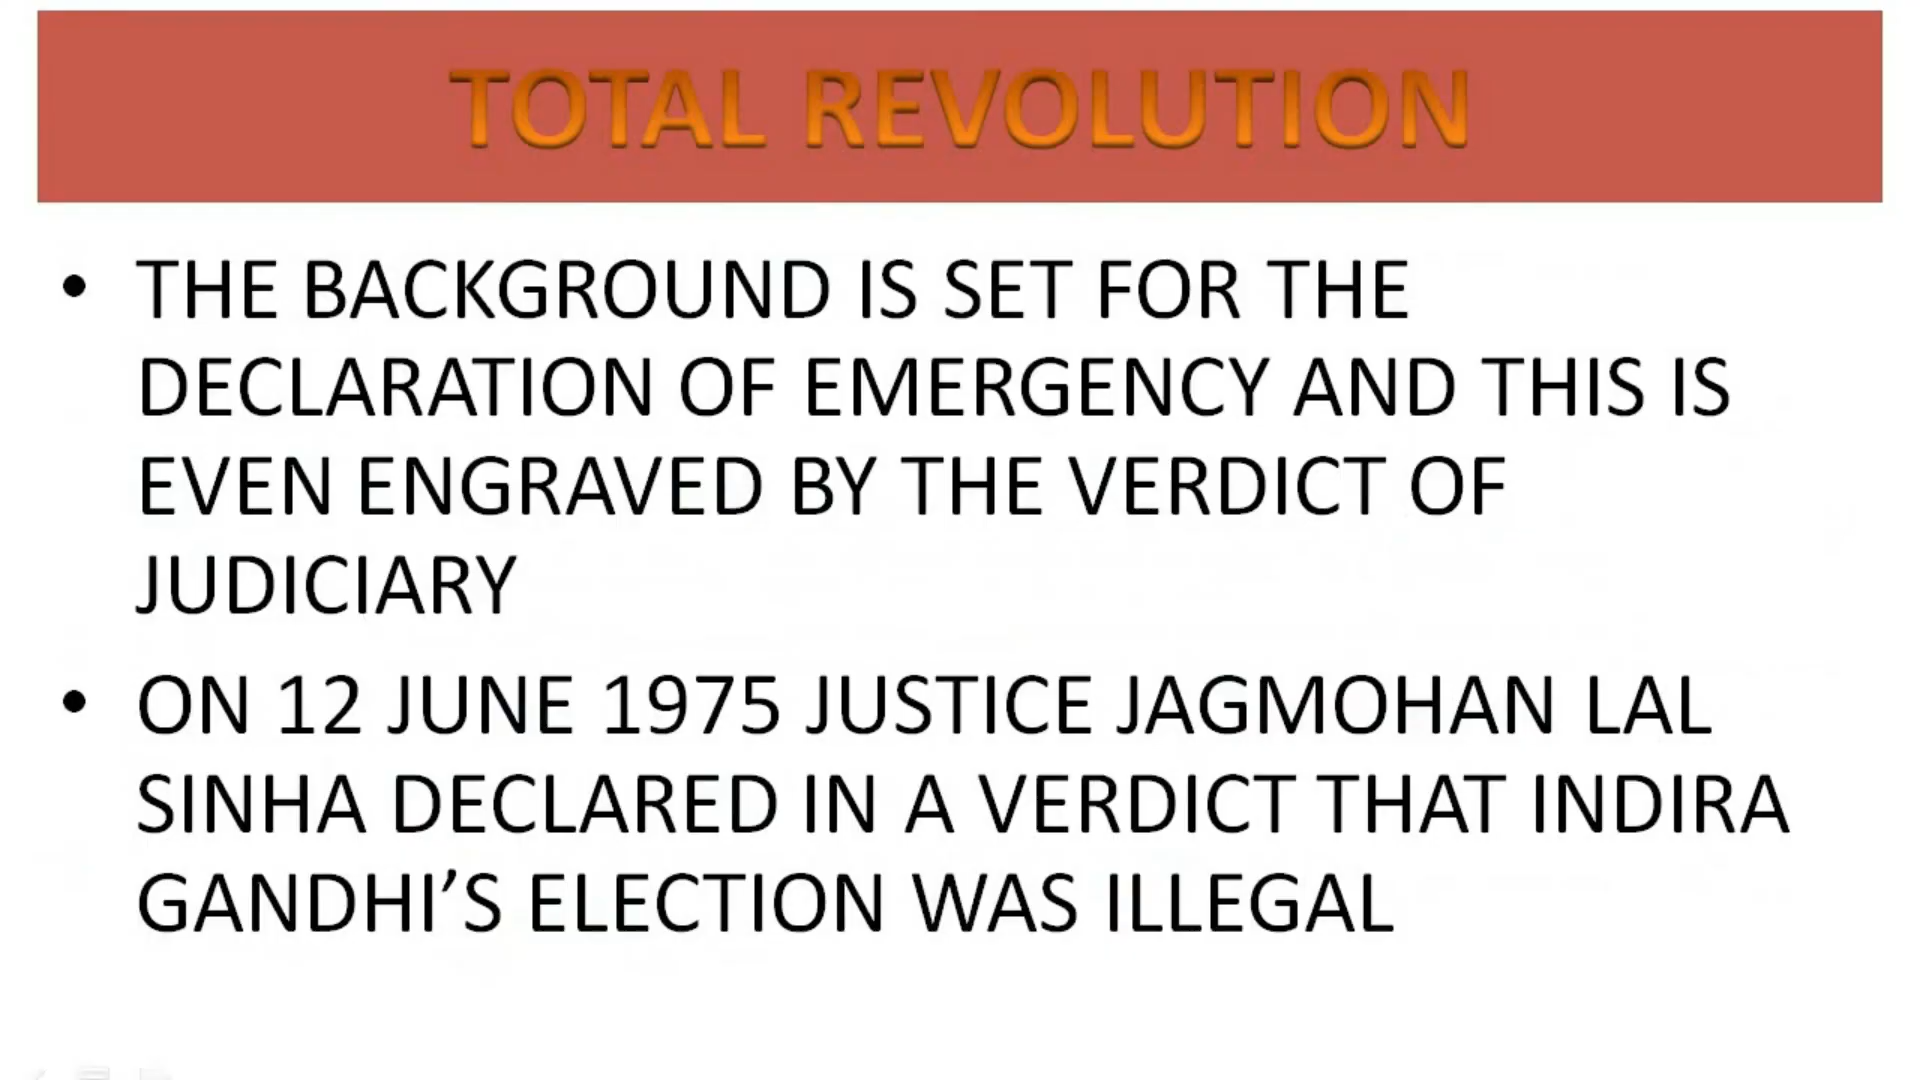 TOTAL REVOLUTION
• THE BACKGROUND IS SET FOR THE
DECLARATION OF EMERGENCY AND THIS IS
EVEN ENGRAVED BY THE VERDICT OF
JUDICIARY
• ON 12 JUNE 1975 JUSTICE JAGMOHAN LAL
SINHA DECLARED IN A VERDICT THAT INDIRA
GANDHI’S ELECTION WAS ILLEGAL